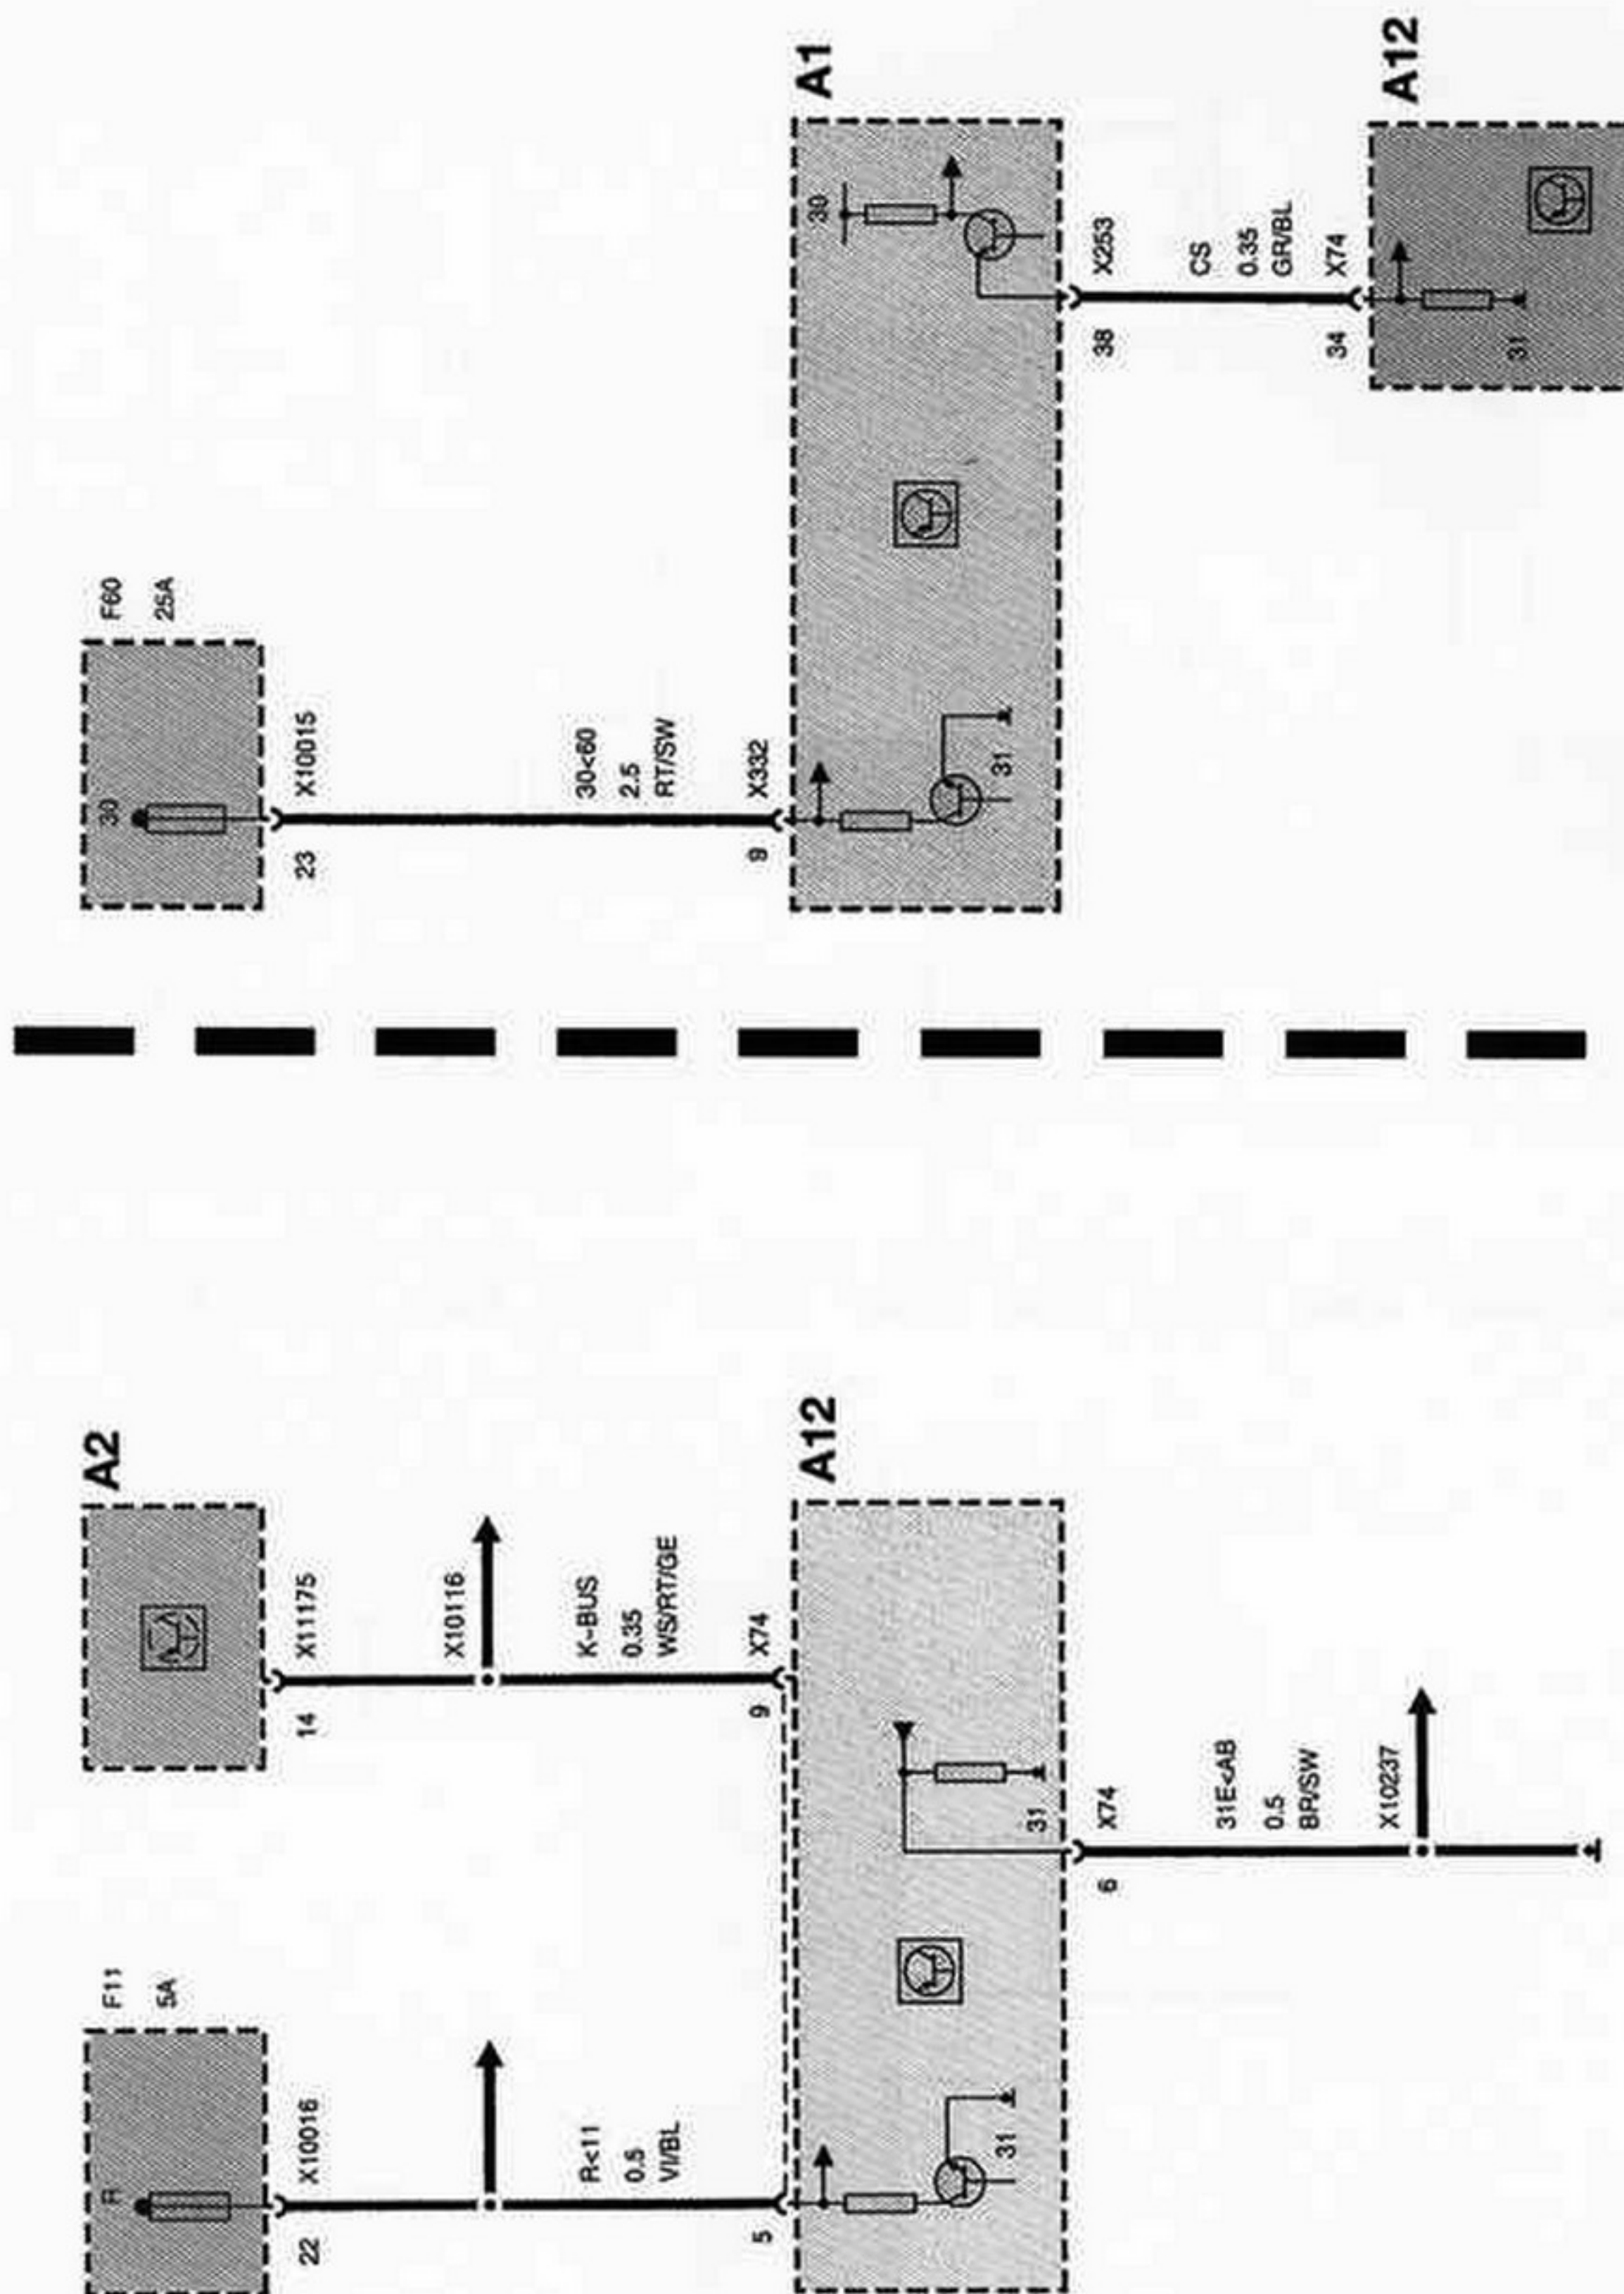 A1
30
A12
F60
25A
30
X10015
23
30<60
2.5
RT/SW
X332
9
31
X253
38
CS
0.35
GR/BL
X74
34
31
A2
X11175
14
X10116
K-BUS
0.35
WS/RT/GE
X74
9
A12
31
X74
6
31E<AB
0.5
BR/SW
X10237
F11
5A
R
X10016
22
R<11
0.5
VI/BL
5
31